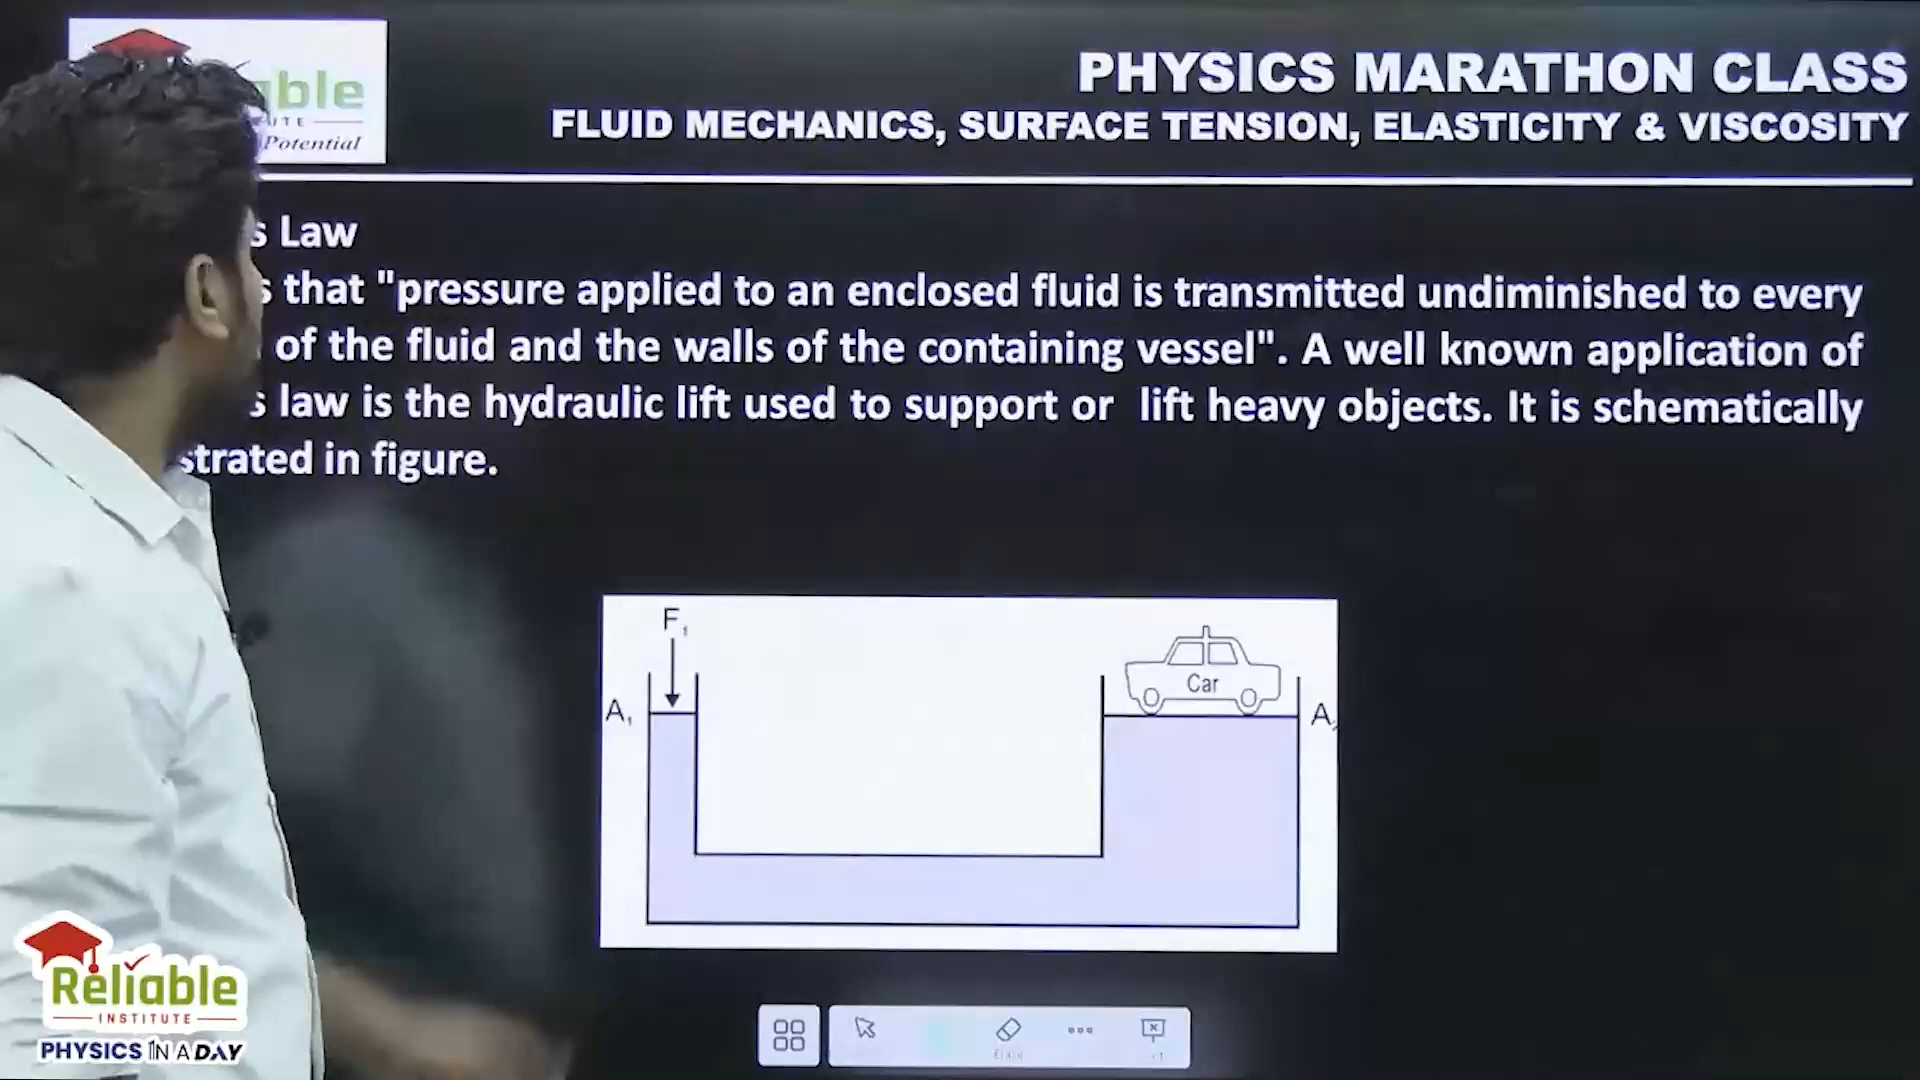 PHYSICS MARATHON CLASS
FLUID MECHANICS, SURFACE TENSION, ELASTICITY & VISCOSITY
Potential
Law
that "pressure applied to an enclosed fluid is transmitted undiminished to every
of the fluid and the walls of the containing vessel". A well known application of
law is the hydraulic lift used to support or lift heavy objects. It is schematically
in figure.
F₁
A₁
Car
A₂
Erase
Reliable
INSTITUTE
PHYSICS IN A DAY